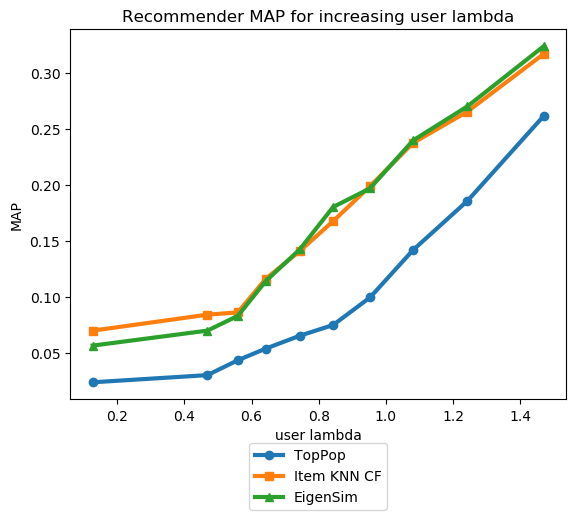 Recommender MAP for increasing user lambda
MAP
0.30
0.25
0.20
0.15
0.10
0.05
0.2 0.4 0.6 0.8 1.0 1.2 1.4
user lambda
TopPop
Item KNN CF
EigenSim